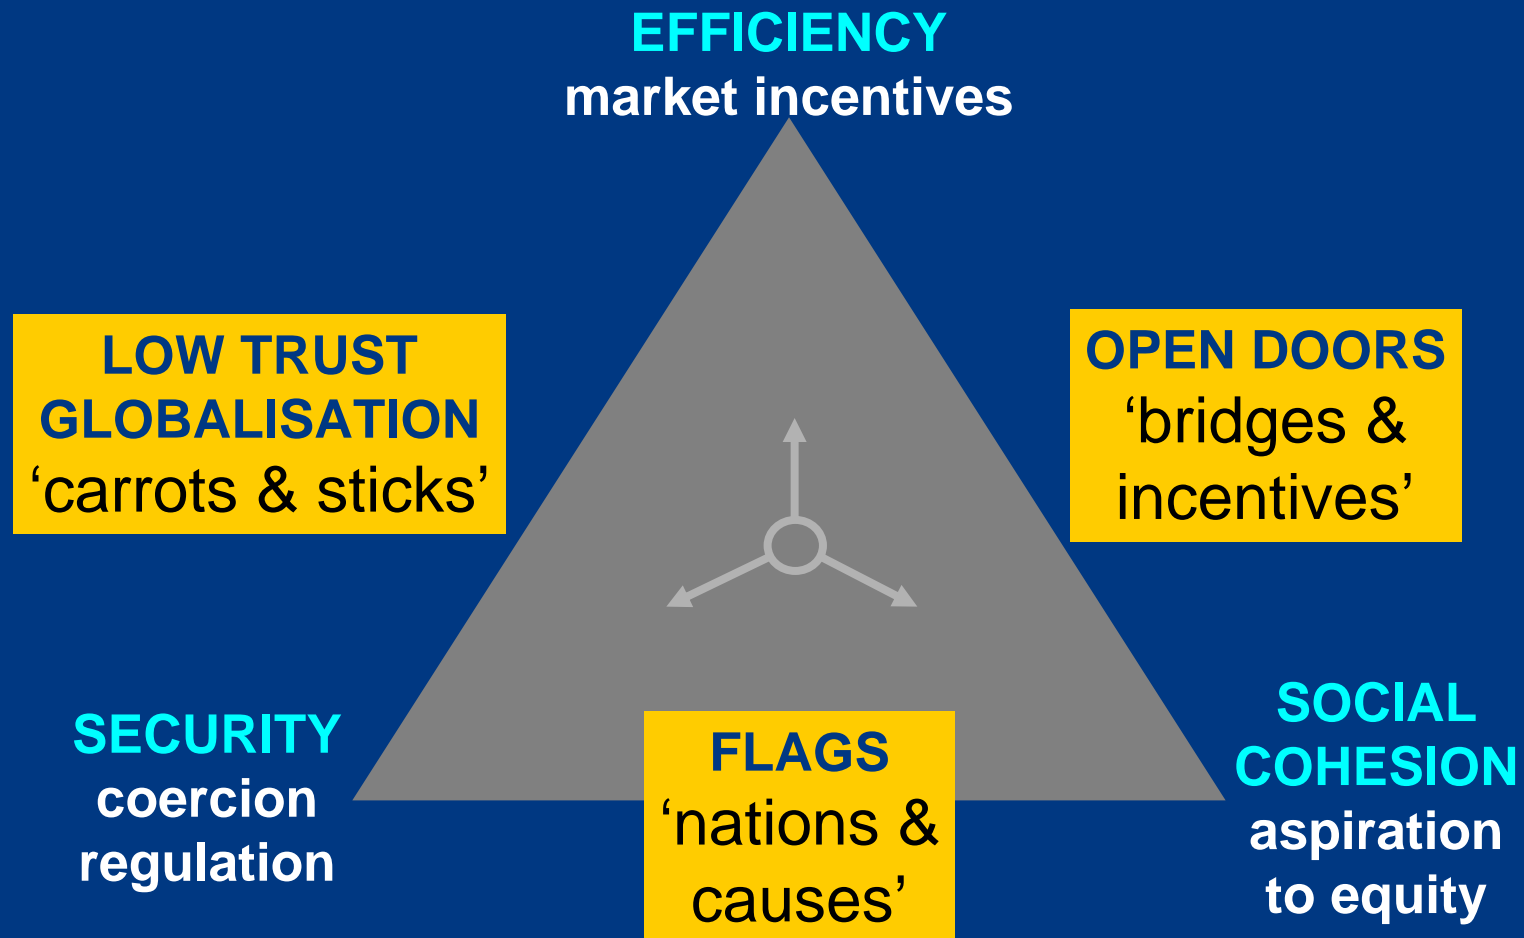 EFFICIENCY
market incentives
LOW TRUST
GLOBALISATION
‘carrots & sticks’
OPEN DOORS
‘bridges &
incentives’
SECURITY
coercion
regulation
FLAGS
‘nations &
causes’
SOCIAL
COHESION
aspiration
to equity